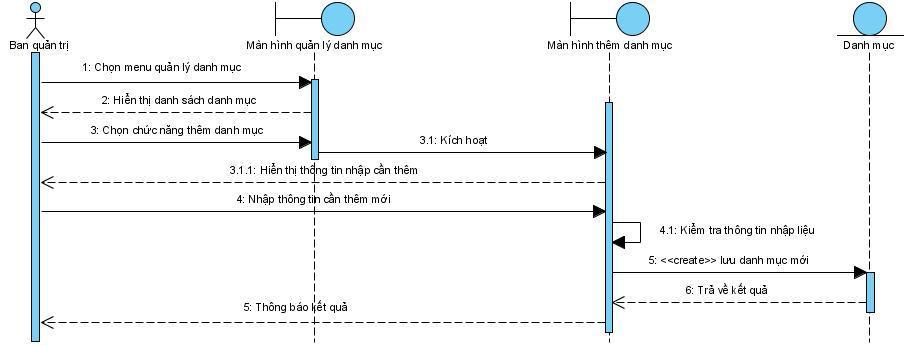 Ban quản trị
Màn hình quản lý danh mục
Màn hình thêm danh mục
Danh mục
1: Chọn menu quản lý danh mục
2: Hiển thị danh sách danh mục
3: Chọn chức năng thêm danh mục
3.1: Kích hoạt
3.1.1: Hiển thị thông tin nhập cần thêm
4: Nhập thông tin cần thêm mới
4.1: Kiểm tra thông tin nhập liệu
5: <<create>> lưu danh mục mới
6: Trả về kết quả
5: Thông báo kết quả